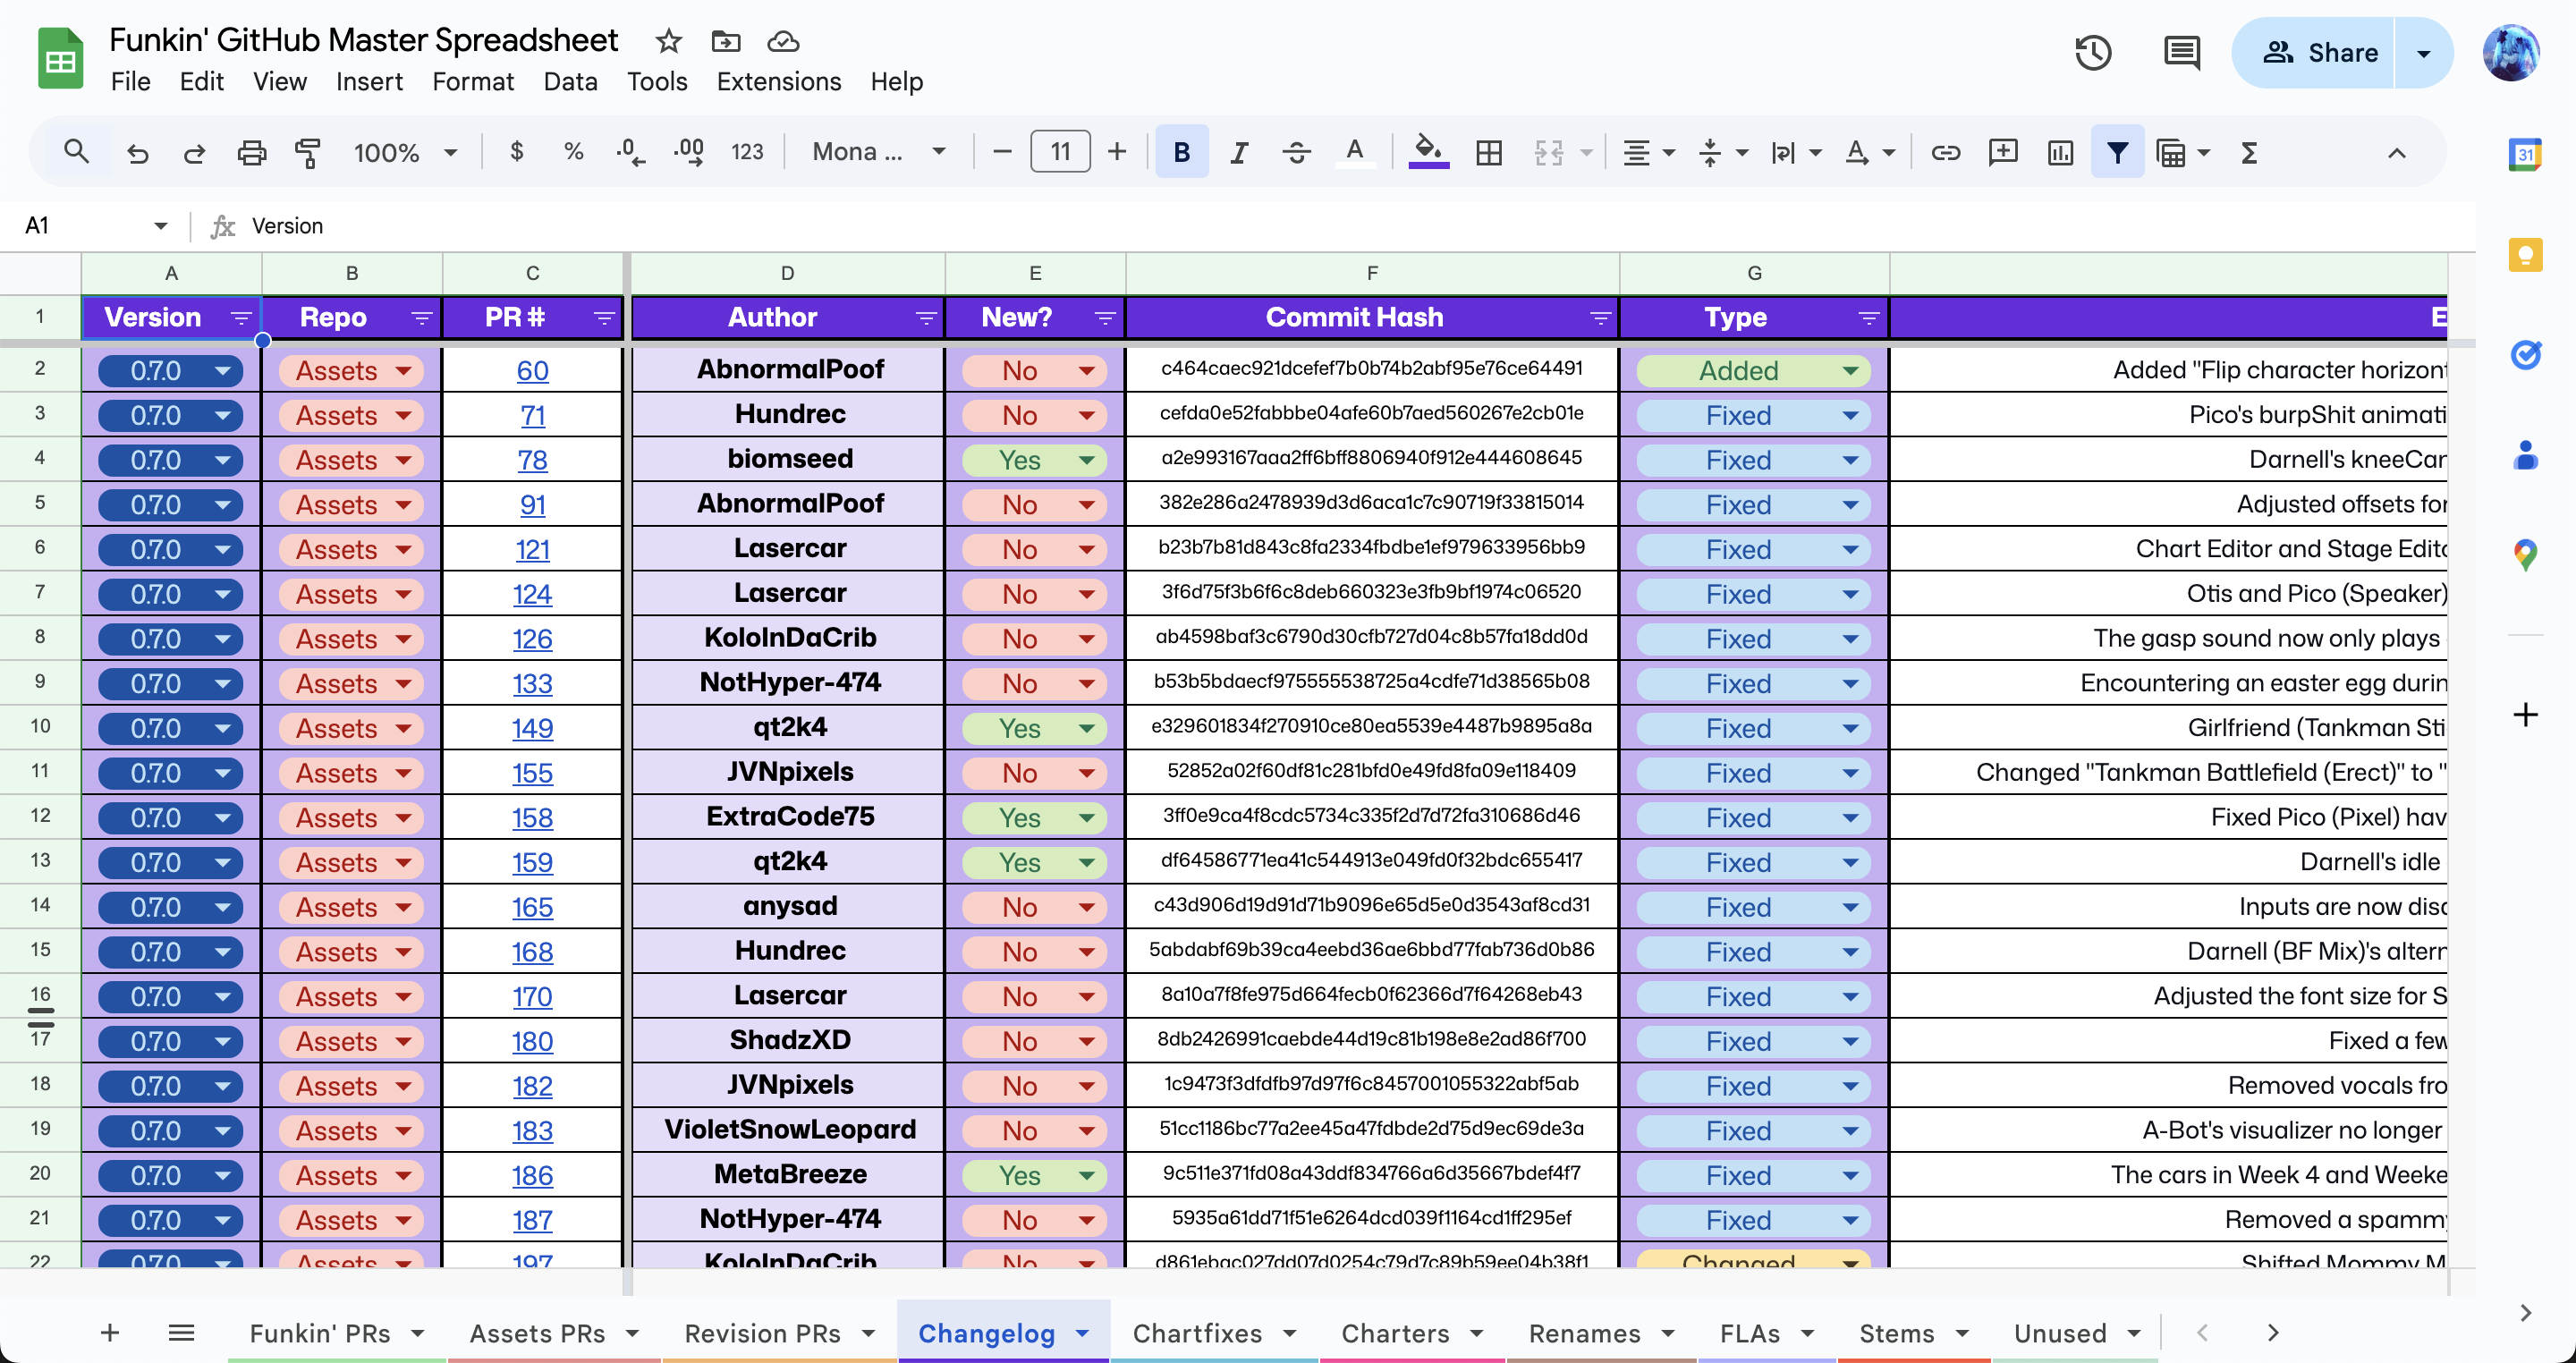 Funkin' GitHub Master Spreadsheet
File Edit View Insert Format Data Tools Extensions Help
Share
100% $ % .0 .00 123 Mona ... 11 B I A A 31
A1 fx Version
A B C D E F G
1 Version Repo PR # Author New? Commit Hash Type E
2 0.7.0 Assets 60 AbnormalPoof No c464caec921dcefef7b0b74b2abf95e76ce64491 Added Added "Flip character horizont
3 0.7.0 Assets 71 Hundrec No cefda0e52fabbbe04afe60b7aed560267e2cb01e Fixed Pico's burpShit animati
4 0.7.0 Assets 78 biomseed Yes a2e993167aaa2ff6bff8806940f912e444608645 Fixed Darnell's kneeCar
5 0.7.0 Assets 91 AbnormalPoof No 382e286a2478939d3d6aca1c7c90719f33815014 Fixed Adjusted offsets for
6 0.7.0 Assets 121 Lasercar No b23b7b81d843c8fa2334fbdbe1ef979633956bb9 Fixed Chart Editor and Stage Edito
7 0.7.0 Assets 124 Lasercar No 3f6d75f3b6f6c8deb660323e3fb9bf1974c06520 Fixed Otis and Pico (Speaker)
8 0.7.0 Assets 126 KoloInDaCrib No ab4598baf3c6790d30cfb727d04c8b57fa18dd0d Fixed The gasp sound now only plays
9 0.7.0 Assets 133 NotHyper-474 No b53b5bdaecf975555538725a4cdfe71d38565b08 Fixed Encountering an easter egg durin
10 0.7.0 Assets 149 qt2k4 Yes e329601834f270910ce80ea5539e4487b9895a8a Fixed Girlfriend (Tankman Sti
11 0.7.0 Assets 155 JVNpixels No 52852a02f60df81c281bfd0e49fd8fa09e118409 Fixed Changed "Tankman Battlefield (Erect)" to "
12 0.7.0 Assets 158 ExtraCode75 Yes 3ff0e9ca4f8cdc5734c335f2d7d72fa310686d46 Fixed Fixed Pico (Pixel) hav
13 0.7.0 Assets 159 qt2k4 Yes df64586771ea41c544913e049fd0f32bdc655417 Fixed Darnell's idle
14 0.7.0 Assets 165 anysad No c43d906d19d91d71b9096e65d5e0d3543af8cd31 Fixed Inputs are now disc
15 0.7.0 Assets 168 Hundrec No 5abdabf69b39ca4eebd36ae6bbd77fab736d0b86 Fixed Darnell (BF Mix)'s altern
16 0.7.0 Assets 170 Lasercar No 8a10a7f8fe975d664fecb0f62366d7f64268eb43 Fixed Adjusted the font size for S
17 0.7.0 Assets 180 ShadzXD No 8db2426991caebde44d19c81b198e8e2ad86f700 Fixed Fixed a few
18 0.7.0 Assets 182 JVNpixels No 1c9473f3dfdfb97d97f6c8457001055322abf5ab Fixed Removed vocals fro
19 0.7.0 Assets 183 VioletSnowLeopard No 51cc1186bc77a2ee45a47fdbde2d75d9ec69de3a Fixed A-Bot's visualizer no longer
20 0.7.0 Assets 186 MetaBreeze Yes 9c511e371fd08a43ddf834766a6d35667bdef4f7 Fixed The cars in Week 4 and Weeke
21 0.7.0 Assets 187 NotHyper-474 No 5935a61dd71f51e6264dcd039f1164cd1ff295ef Fixed Removed a spammy
22 0.7.0 Assets 197 KoloInDaCrib No d861ebac027dd07d0254c79d7c89b59ee04b38f1 Changed Shifted Mommy M
Funkin' PRs Assets PRs Revision PRs Changelog Chartfixes Charters Renames FLAs Stems Unused